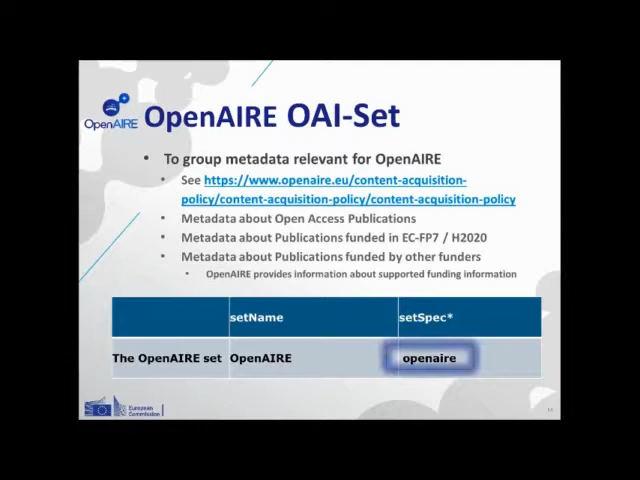 OpenAIRE
OpenAIRE OAI-Set
• To group metadata relevant for OpenAIRE
• See https://www.openaire.eu/content-acquisition-
policy/content-acquisition-policy/content-acquisition-policy
• Metadata about Open Access Publications
• Metadata about Publications funded in EC-FP7 / H2020
• Metadata about Publications funded by other funders
• OpenAIRE provides information about supported funding information
setName setSpec*
The OpenAIRE set OpenAIRE openaire
European
Commission